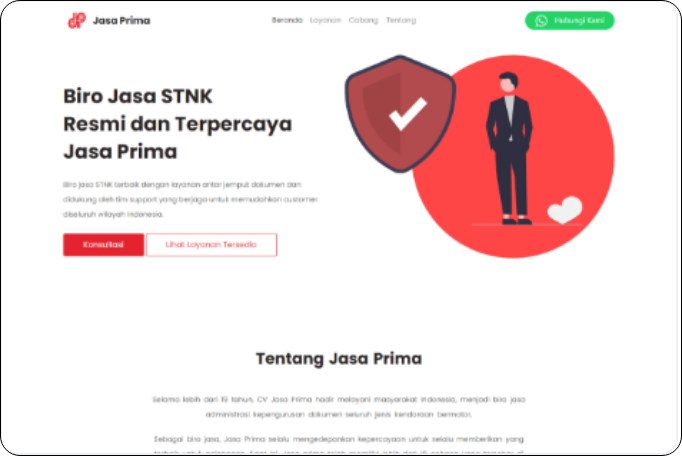 Jasa Prima
Beranda Layanan Cabang Tentang
Hubungi Kami
Biro Jasa STNK
Resmi dan Terpercaya
Jasa Prima
Biro jasa STNK terbaik dengan layanan antar jemput dokumen dan
didukung oleh tim support yang berjaga untuk memudahkan customer
diseluruh wilayah Indonesia.
Konsultasi
Lihat Layanan Tersedia
Tentang Jasa Prima
Selama lebih dari 19 tahun, CV Jasa Prima hadir melayani masyarakat Indonesia, menjadi biro jasa
administrasi kepengurusan dokumen seluruh jenis kendaraan bermotor.
Sebagai biro jasa, Jasa Prima selalu mengedepankan kepercayaan untuk selalu memberikan yang